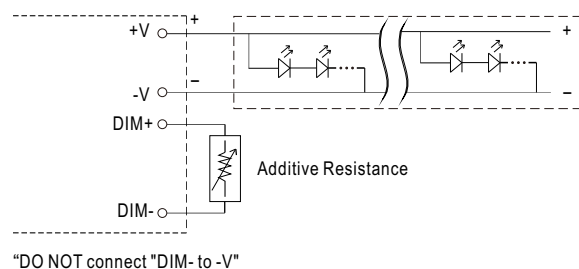 +V
+
+
-V
–
–
DIM+
Additive Resistance
DIM-
“DO NOT connect "DIM- to -V"